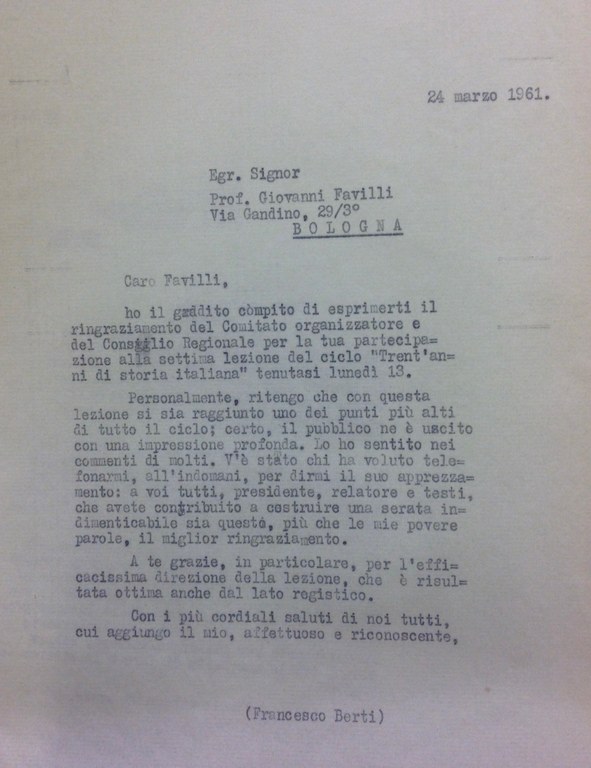 24 marzo 1961.
Egr. Signor
Prof. Giovanni Favilli
Via Gandino, 29/3°
B O L O G N A
Caro Favilli,
ho il gradito còmpito di esprimerti il
ringraziamento del Comitato organizzatore e
del Consiglio Regionale per la tua partecipa=
zione alla settima lezione del ciclo "Trent'an=
ni di storia italiana" tenutasi lunedì 13.
Personalmente, ritengo che con questa
lezione si sia raggiunto uno dei punti più alti
di tutto il ciclo; certo, il pubblico ne è uscito
con una impressione profonda. Lo ho sentito nei
commenti di molti. V'è stato chi ha voluto tele=
fonarmi, all'indomani, per dirmi il suo apprezza=
mento: a voi tutti, presidente, relatore e testi,
che avete contribuito a costruire una serata in=
dimenticabile sia questo, più che le mie povere
parole, il miglior ringraziamento.
A te grazie, in particolare, per l'effi=
cacissima direzione della lezione, che è risul=
tata ottima anche dal lato registico.
Con i più cordiali saluti di noi tutti,
cui aggiungo il mio, affettuoso e riconoscente,
(Francesco Berti)